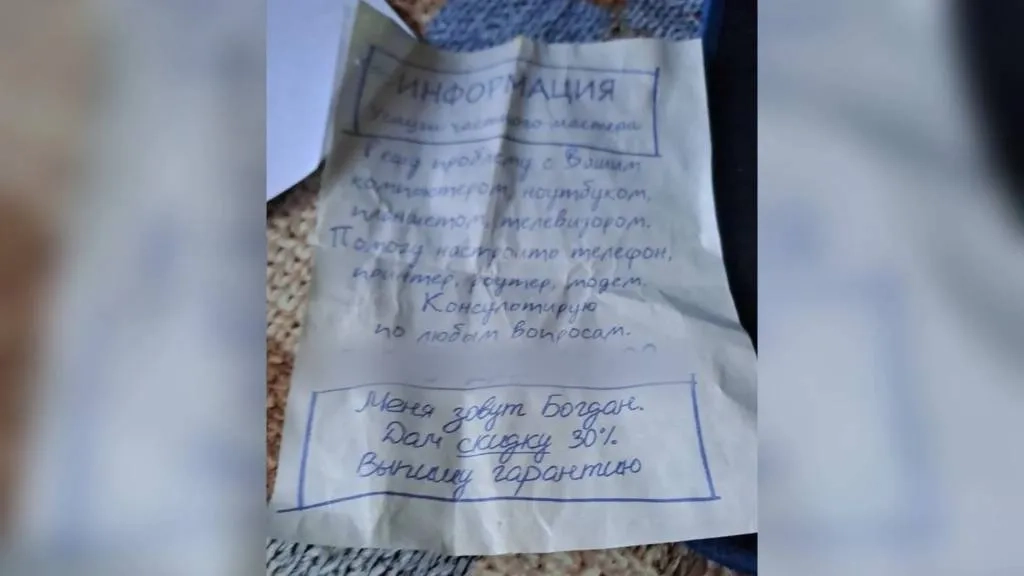 ИНФОРМАЦИЯ
Услуги частного мастера
Решу проблему с Вашим
компьютером, ноутбуком,
планшетом, телевизором.
Помогу настроить телефон,
принтер, роутер, модем.
Консультирую
по любым вопросам.
Меня зовут Богдан.
Дам скидку 30%
Выпишу гарантию